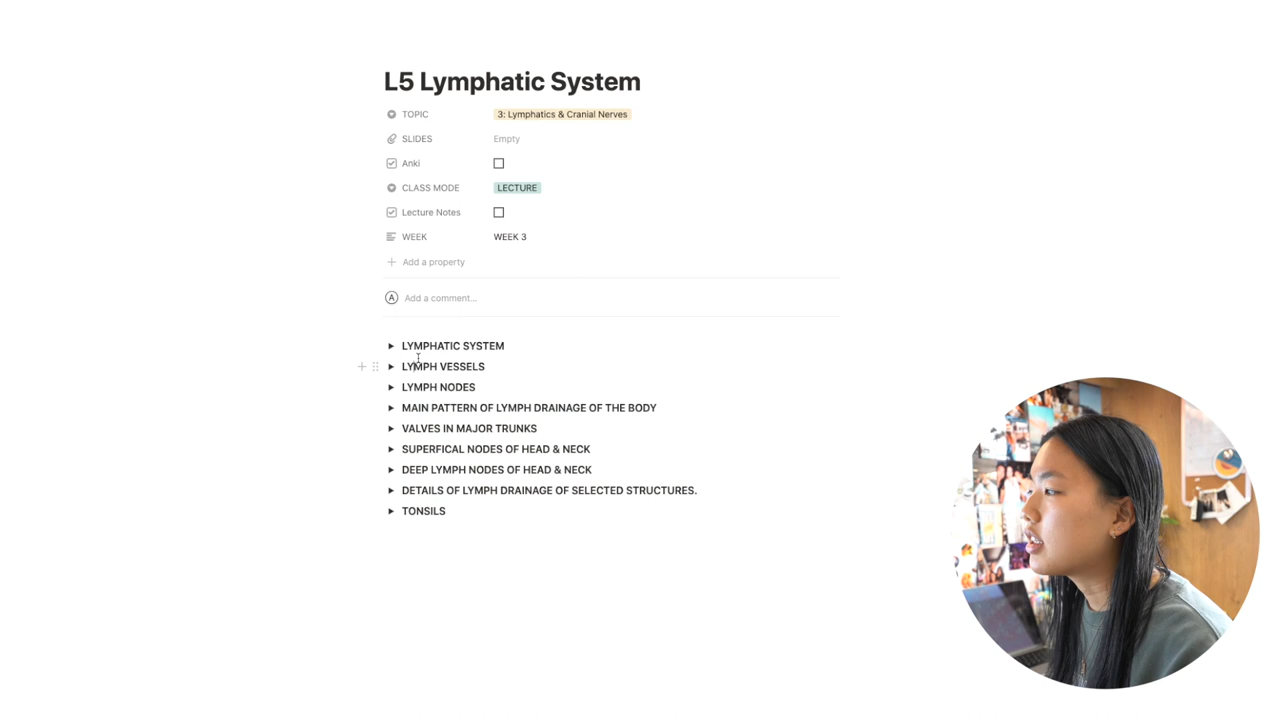 L5 Lymphatic System
TOPIC 3: Lymphatics & Cranial Nerves
SLIDES Empty
Anki
CLASS MODE LECTURE
Lecture Notes
WEEK WEEK 3
Add a property
A Add a comment...
LYMPHATIC SYSTEM
LYMPH VESSELS
LYMPH NODES
MAIN PATTERN OF LYMPH DRAINAGE OF THE BODY
VALVES IN MAJOR TRUNKS
SUPERFICAL NODES OF HEAD & NECK
DEEP LYMPH NODES OF HEAD & NECK
DETAILS OF LYMPH DRAINAGE OF SELECTED STRUCTURES.
TONSILS